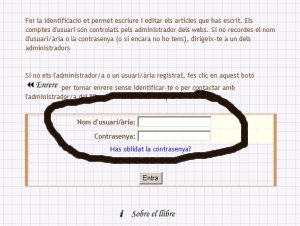 Fer la identificació et permet escriure i editar els articles que has escrit. Els
comptes d'usuari són controlats pels administrador dels webs. Si no recordes el nom
d'usuari/ària o la contrasenya (o si encara no ho tens), dirigeix-te a un dels
administradors
Si no ets l'administrador/a o un usuari/ària registrat, fes clic en aquest botó
Enrere per tornar enrere sense identificar-te o per contactar amb
l'administrador/a del
Nom d'usuari/ària:
Contrasenya:
Has oblidat la contrasenya?
Entra
i Sobre el llibre